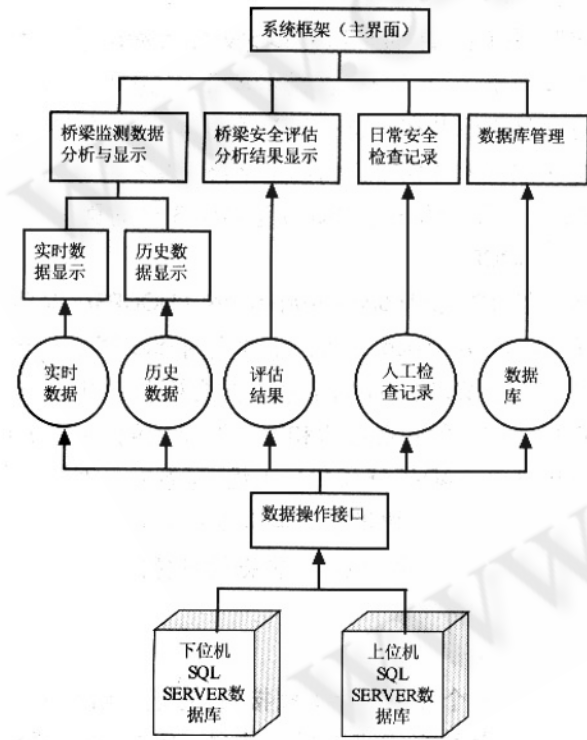 系统框架（主界面）
桥梁监测数据
分析与显示
桥梁安全评估
分析结果显示
日常安全
检查记录
数据库管理
实时数
据显示
历史数
据显示
实时
数据
历史
数据
评估
结果
人工检
查记录
数据
库
数据操作接口
下位机
SQL
SERVER数
据库
上位机
SQL
SERVER数
据库